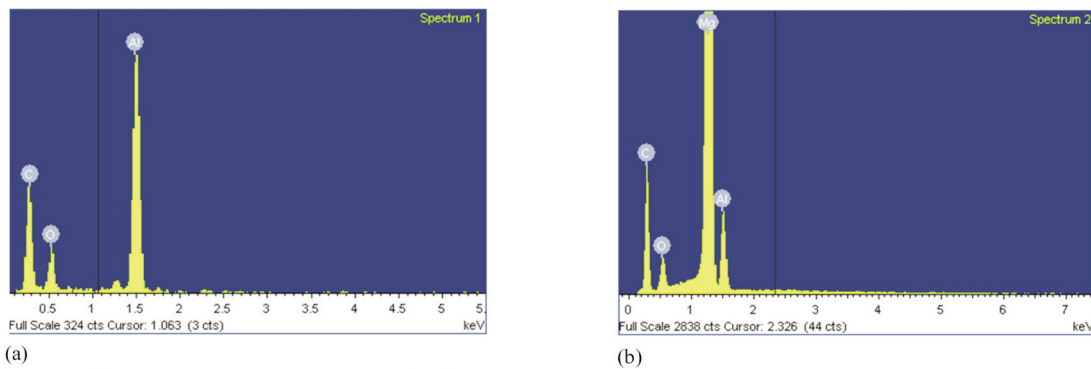 Spectrum 1
Al
C
O
0.5 1 1.5 2 2.5 3 3.5 4 4.5 5 5.
Full Scale 324 cts Cursor: 1.063 (3 cts) keV
(a)
Spectrum 2
Mg
C
Al
O
0 1 2 3 4 5 6 7
Full Scale 2838 cts Cursor: 2.326 (44 cts) keV
(b)